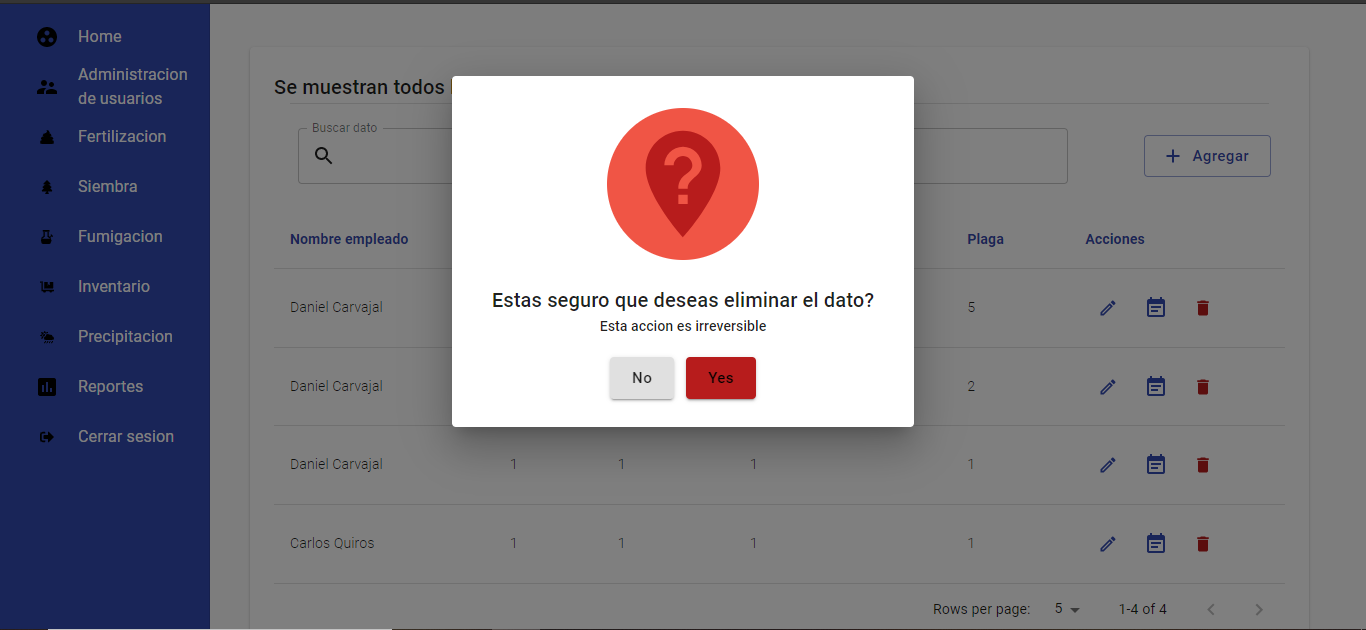 Home
Administracion
de usuarios
Fertilizacion
Siembra
Fumigacion
Inventario
Precipitacion
Reportes
Cerrar sesion
Se muestran todos
Buscar dato
Agregar
Nombre empleado Plaga Acciones
Daniel Carvajal 5
Daniel Carvajal 2
Daniel Carvajal 1 1 1 1
Carlos Quiros 1 1 1 1
Rows per page: 5 1-4 of 4
?
Estas seguro que deseas eliminar el dato?
Esta accion es irreversible
No Yes